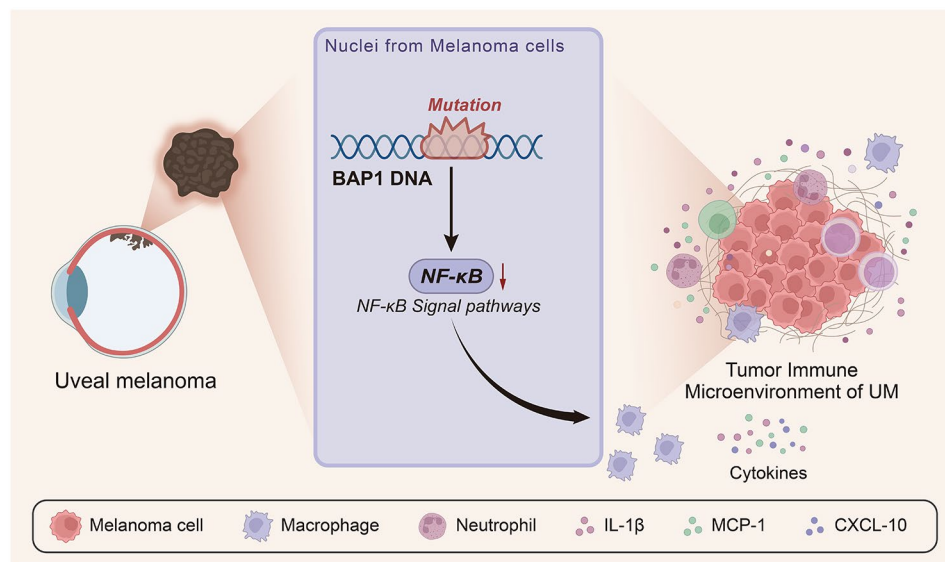 Nuclei from Melanoma cells
Mutation
BAP1 DNA
NF-κB
NF-κB Signal pathways
Uveal melanoma
Tumor Immune
Microenvironment of UM
Cytokines
Melanoma cell
Macrophage
Neutrophil
IL-1β
MCP-1
CXCL-10